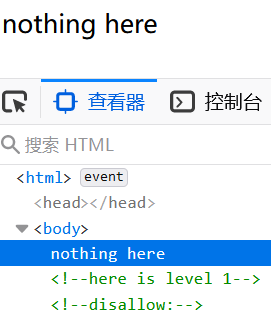 nothing here
查看器 控制台
搜索 HTML
<html> event
<head></head>
<body>
nothing here
<!--here is level 1-->
<!--disallow:-->